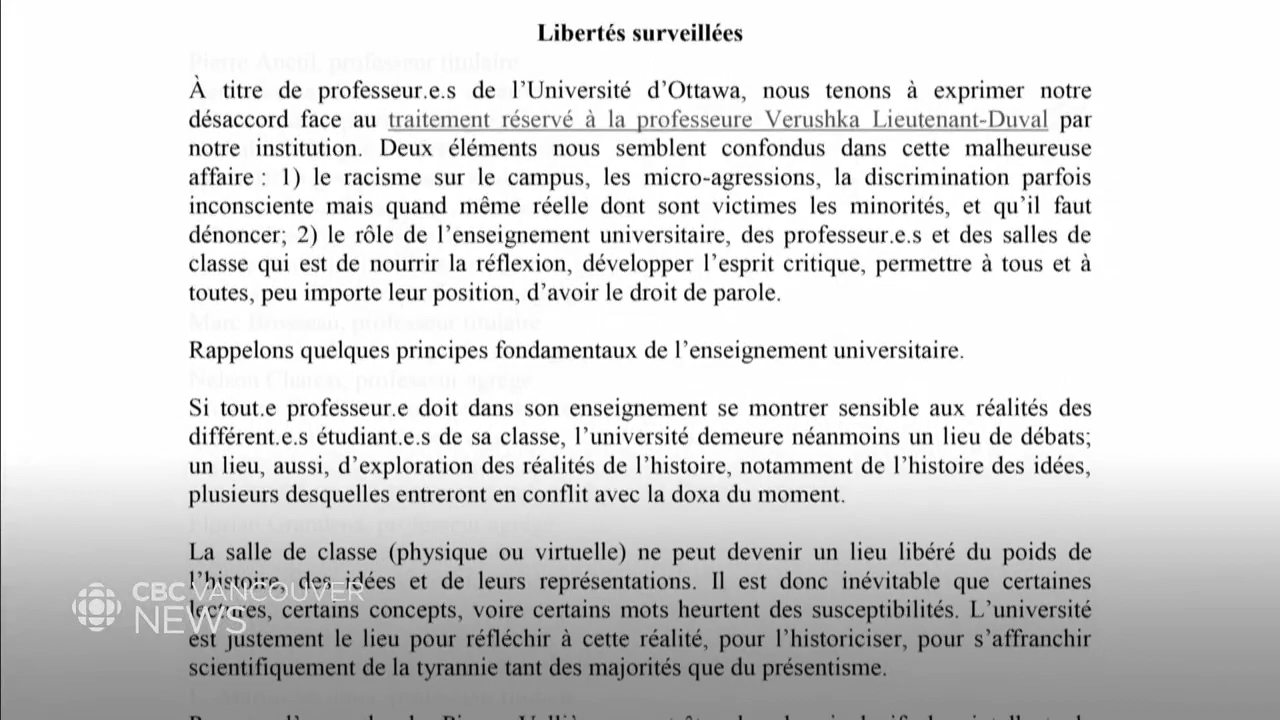 Libertés surveillées
À titre de professeur.e.s de l’Université d’Ottawa, nous tenons à exprimer notre
désaccord face au traitement réservé à la professeure Verushka Lieutenant-Duval par
notre institution. Deux éléments nous semblent confondus dans cette malheureuse
affaire : 1) le racisme sur le campus, les micro-agressions, la discrimination parfois
inconsciente mais quand même réelle dont sont victimes les minorités, et qu’il faut
dénoncer; 2) le rôle de l’enseignement universitaire, des professeur.e.s et des salles de
classe qui est de nourrir la réflexion, développer l’esprit critique, permettre à tous et à
toutes, peu importe leur position, d’avoir le droit de parole.
Rappelons quelques principes fondamentaux de l’enseignement universitaire.
Si tout.e professeur.e doit dans son enseignement se montrer sensible aux réalités des
différent.e.s étudiant.e.s de sa classe, l’université demeure néanmoins un lieu de débats;
un lieu, aussi, d’exploration des réalités de l’histoire, notamment de l’histoire des idées,
plusieurs desquelles entreront en conflit avec la doxa du moment.
La salle de classe (physique ou virtuelle) ne peut devenir un lieu libéré du poids de
l’histoire, des idées et de leurs représentations. Il est donc inévitable que certaines
lectures, certains concepts, voire certains mots heurtent des susceptibilités. L’université
est justement le lieu pour réfléchir à cette réalité, pour l’historiciser, pour s’affranchir
scientifiquement de la tyrannie tant des majorités que du présentisme.
CBC VANCOUVER
NEWS